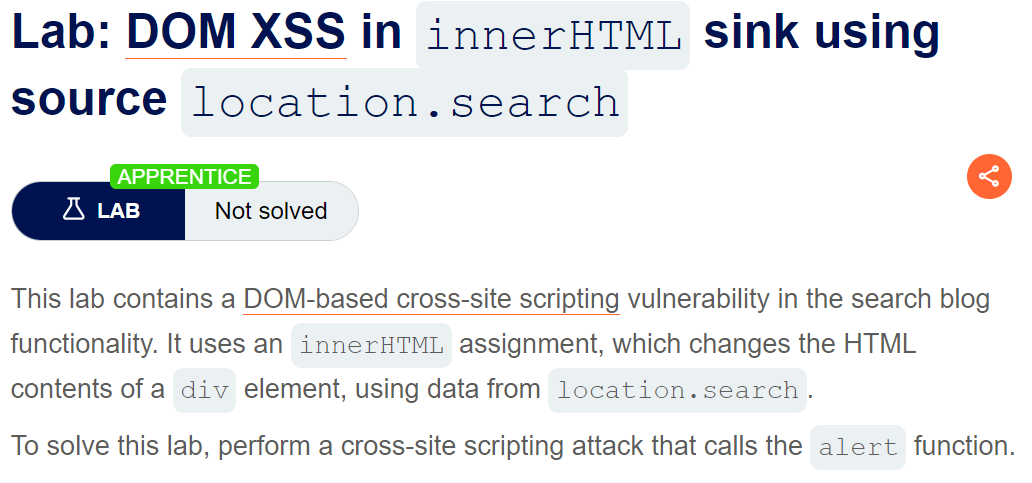 Lab: DOM XSS in innerHTML sink using
source location.search
APPRENTICE
LAB Not solved
This lab contains a DOM-based cross-site scripting vulnerability in the search blog
functionality. It uses an innerHTML assignment, which changes the HTML
contents of a div element, using data from location.search.
To solve this lab, perform a cross-site scripting attack that calls the alert function.